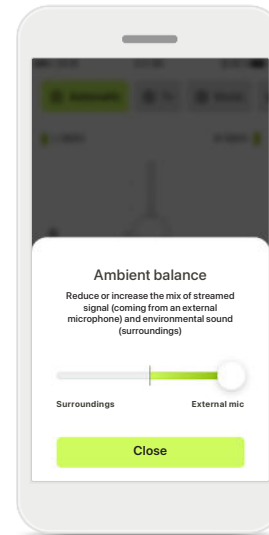 Ambient balance
Reduce or increase the mix of streamed
signal (coming from an external
microphone) and environmental sound
(surroundings)
Surroundings External mic
Close